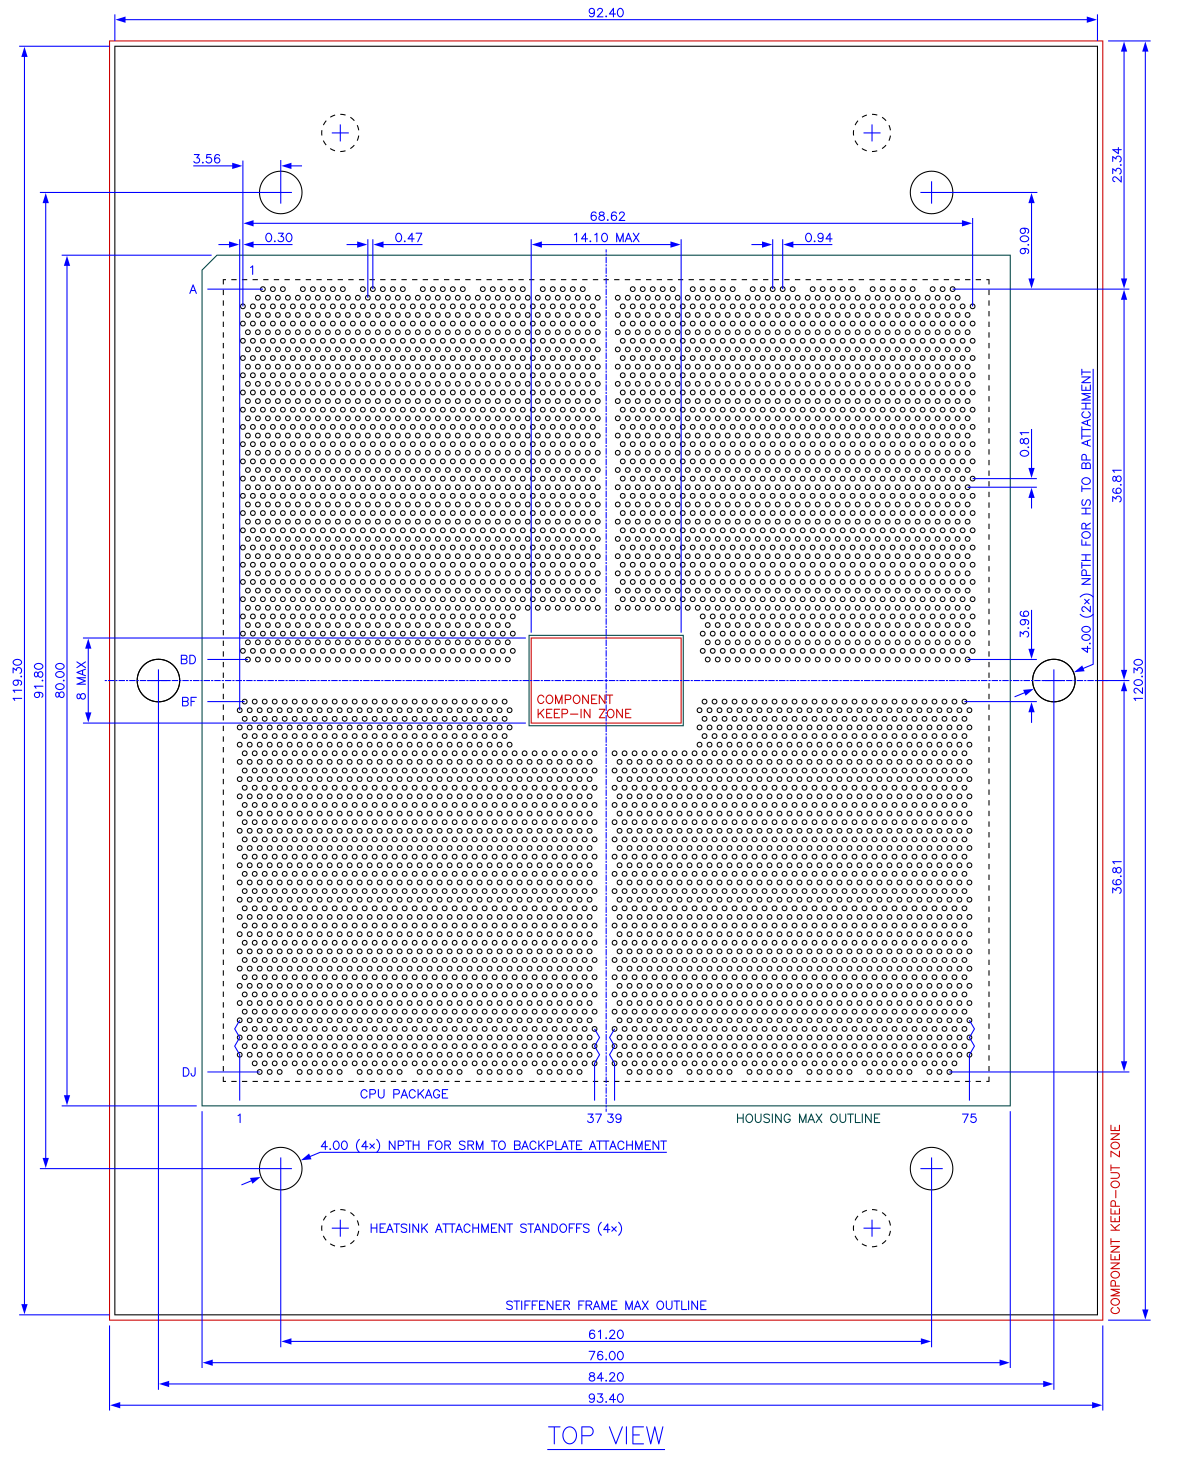 92.40
3.56
23.34
68.62
0.30
0.47
14.10 MAX
0.94
9.09
1
A
4.00 (2×) NPTH FOR HS TO BP ATTACHMENT
0.81
36.81
3.96
BD
BF
119.30
91.80
80.00
8 MAX
120.30
COMPONENT
KEEP-IN ZONE
36.81
DJ
CPU PACKAGE
1
37 39
HOUSING MAX OUTLINE
75
4.00 (4×) NPTH FOR SRM TO BACKPLATE ATTACHMENT
COMPONENT KEEP-OUT ZONE
HEATSINK ATTACHMENT STANDOFFS (4×)
STIFFENER FRAME MAX OUTLINE
61.20
76.00
84.20
93.40
TOP VIEW